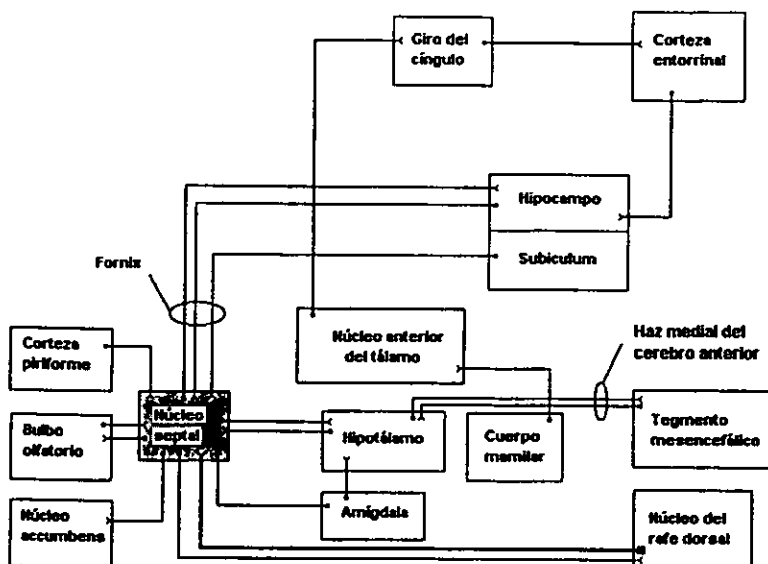 Giro del
cíngulo
Corteza
entorrinal
Hipocampo
Subiculum
Fornix
Corteza
piriforme
Núcleo anterior
del tálamo
Haz medial del
cerebro anterior
Núcleo
septal
Bulbo
olfatorio
Hipotálamo
Cuerpo
mamilar
Tegmento
mesencefálico
Núcleo
accumbens
Amígdala
Núcleo del
rafe dorsal